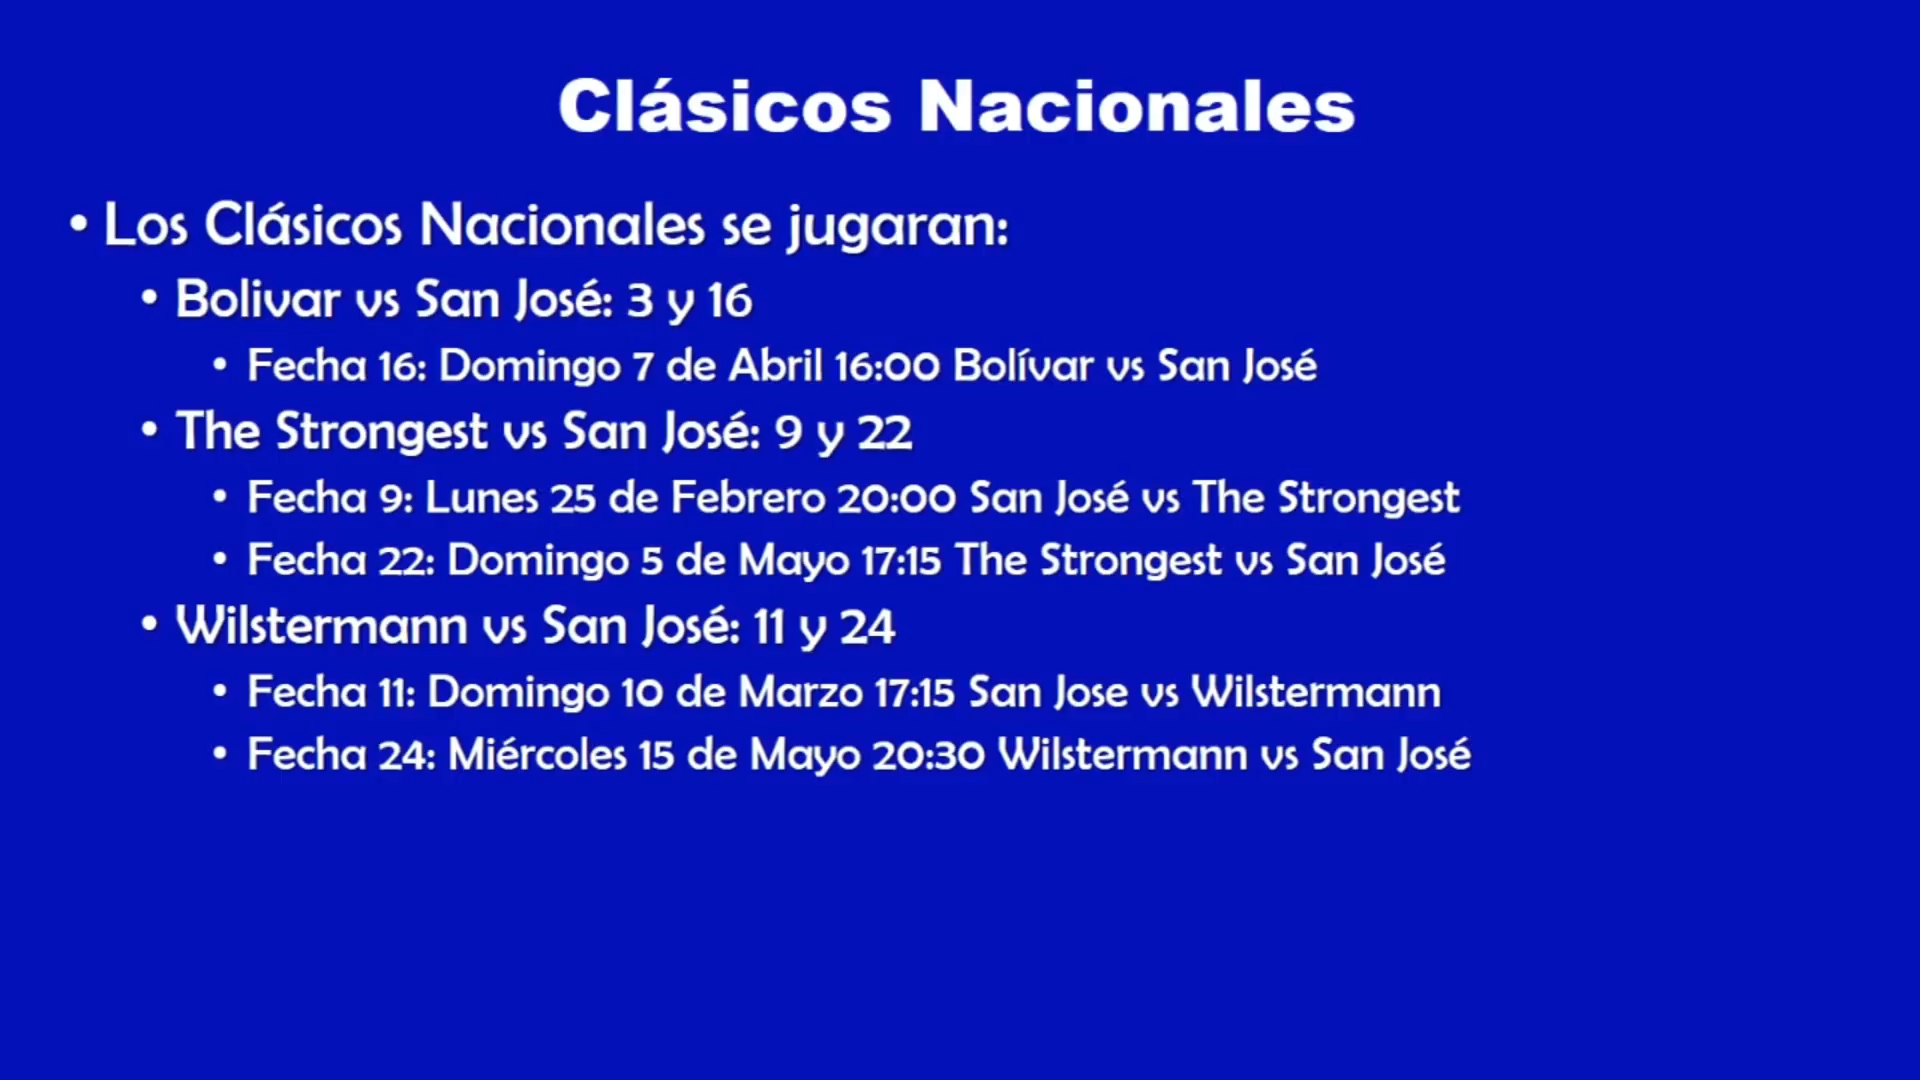 Clásicos Nacionales
• Los Clásicos Nacionales se jugaran:
• Bolivar vs San José: 3 y 16
• Fecha 16: Domingo 7 de Abril 16:00 Bolívar vs San José
• The Strongest vs San José: 9 y 22
• Fecha 9: Lunes 25 de Febrero 20:00 San José vs The Strongest
• Fecha 22: Domingo 5 de Mayo 17:15 The Strongest vs San José
• Wilstermann vs San José: 11 y 24
• Fecha 11: Domingo 10 de Marzo 17:15 San Jose vs Wilstermann
• Fecha 24: Miércoles 15 de Mayo 20:30 Wilstermann vs San José